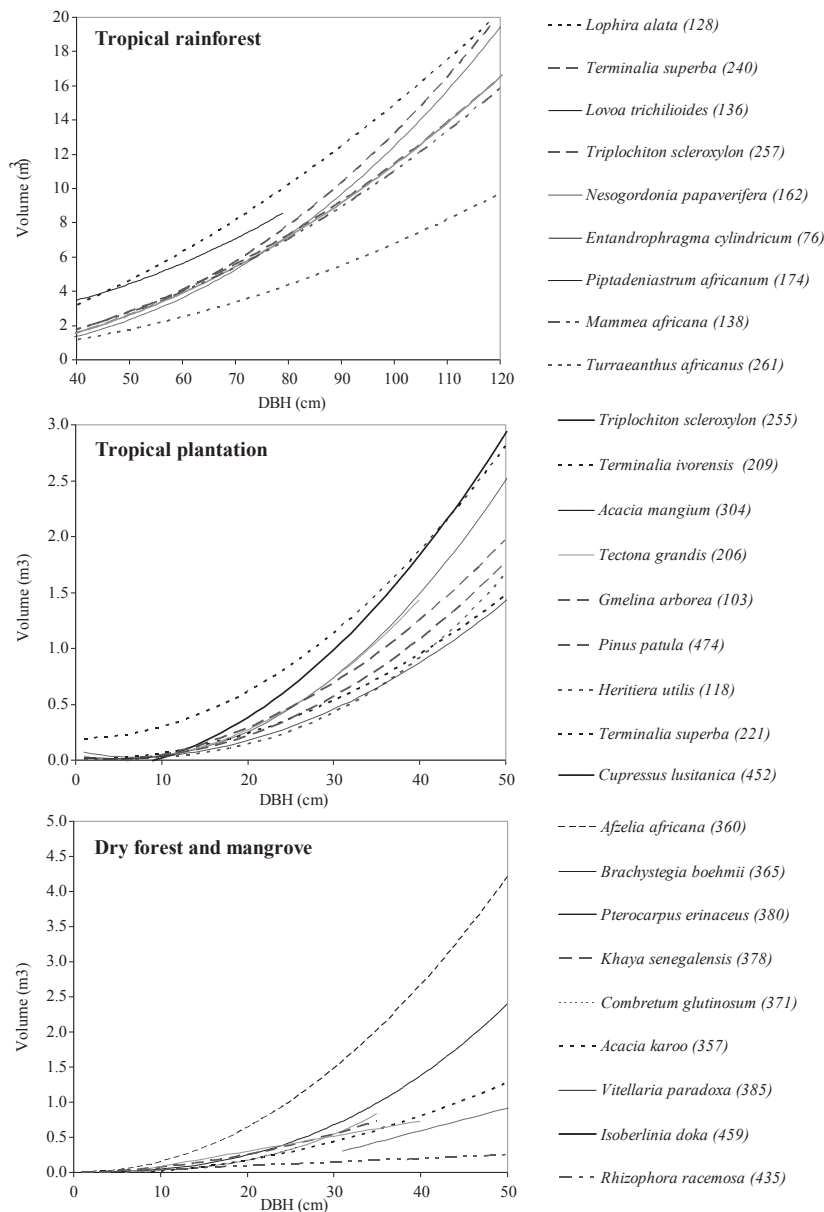 Tropical rainforest
20
18
16
14
12
10
8
6
4
2
0
Volume (m3)
40 50 60 70 80 90 100 110 120
DBH (cm)
Lophira alata (128)
Terminalia superba (240)
Lovoa trichilioides (136)
Triplochiton scleroxylon (257)
Nesogordonia papaverifera (162)
Entandrophragma cylindricum (76)
Piptadeniastrum africanum (174)
Mammea africana (138)
Turraeanthus africanus (261)
Tropical plantation
3.0
2.5
2.0
1.5
1.0
0.5
0.0
Volume (m3)
0 10 20 30 40 50
DBH (cm)
Triplochiton scleroxylon (255)
Terminalia ivorensis (209)
Acacia mangium (304)
Tectona grandis (206)
Gmelina arborea (103)
Pinus patula (474)
Heritiera utilis (118)
Terminalia superba (221)
Cupressus lusitanica (452)
Dry forest and mangrove
5.0
4.5
4.0
3.5
3.0
2.5
2.0
1.5
1.0
0.5
0.0
Volume (m3)
0 10 20 30 40 50
DBH (cm)
Afzelia africana (360)
Brachystegia boehmii (365)
Pterocarpus erinaceus (380)
Khaya senegalensis (378)
Combretum glutinosum (371)
Acacia karoo (357)
Vitellaria paradoxa (385)
Isoberlinia doka (459)
Rhizophora racemosa (435)